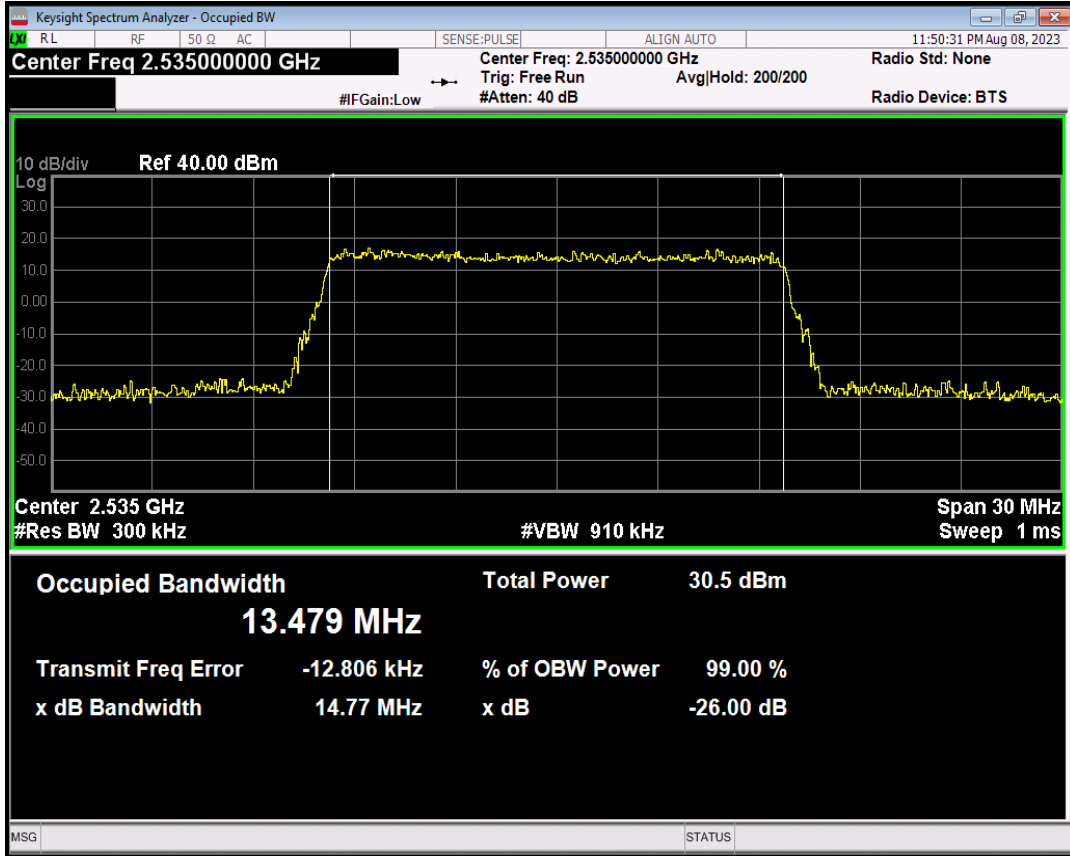 Keysight Spectrum Analyzer - Occupied BW
LXI RL RF 50 Ω AC SENSE:PULSE ALIGN AUTO 11:50:31 PM Aug 08, 2023
Center Freq 2.535000000 GHz
Center Freq: 2.535000000 GHz Radio Std: None
Trig: Free Run Avg|Hold: 200/200
#IFGain:Low #Atten: 40 dB Radio Device: BTS
10 dB/div Ref 40.00 dBm
Log
30.0
20.0
10.0
0.00
-10.0
-20.0
-30.0
-40.0
-50.0
Center 2.535 GHz Span 30 MHz
#Res BW 300 kHz #VBW 910 kHz Sweep 1 ms
Occupied Bandwidth Total Power 30.5 dBm
13.479 MHz
Transmit Freq Error -12.806 kHz % of OBW Power 99.00 %
x dB Bandwidth 14.77 MHz x dB -26.00 dB
MSG STATUS